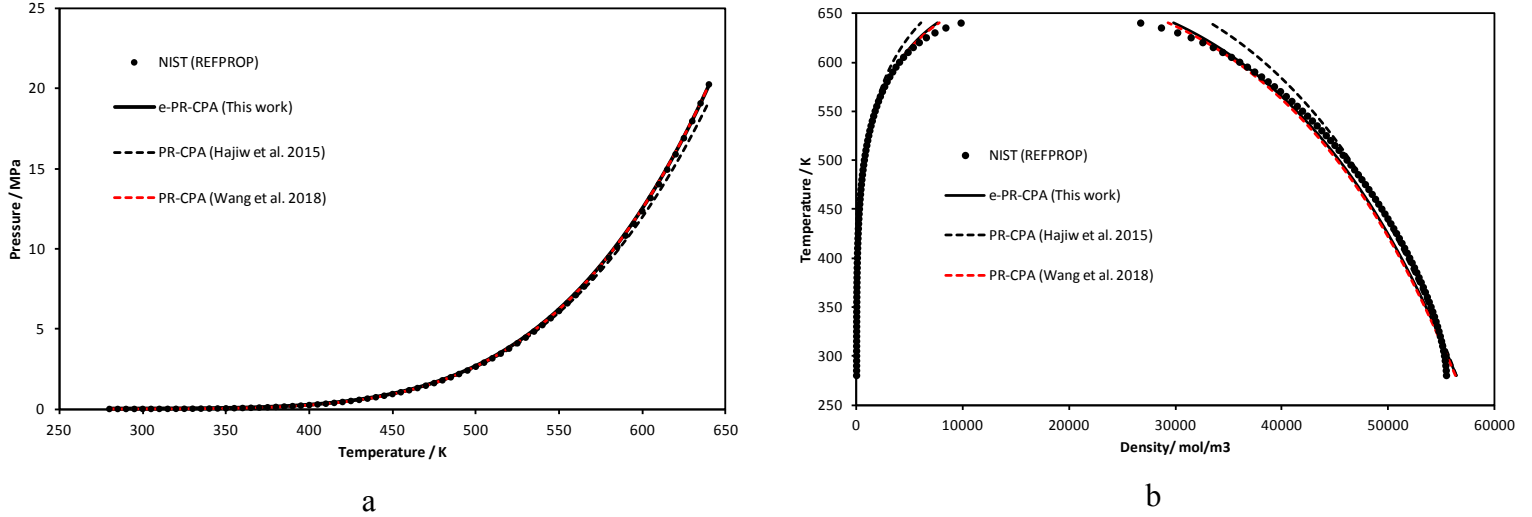 25
20
15
10
5
0
Pressure / MPa
NIST (REFPROP)
e-PR-CPA (This work)
PR-CPA (Hajiw et al. 2015)
PR-CPA (Wang et al. 2018)
250 300 350 400 450 500 550 600 650
Temperature / K
a
650
600
550
500
450
400
350
300
250
Temperature / K
NIST (REFPROP)
e-PR-CPA (This work)
PR-CPA (Hajiw et al. 2015)
PR-CPA (Wang et al. 2018)
0 10000 20000 30000 40000 50000 60000
Density/ mol/m3
b